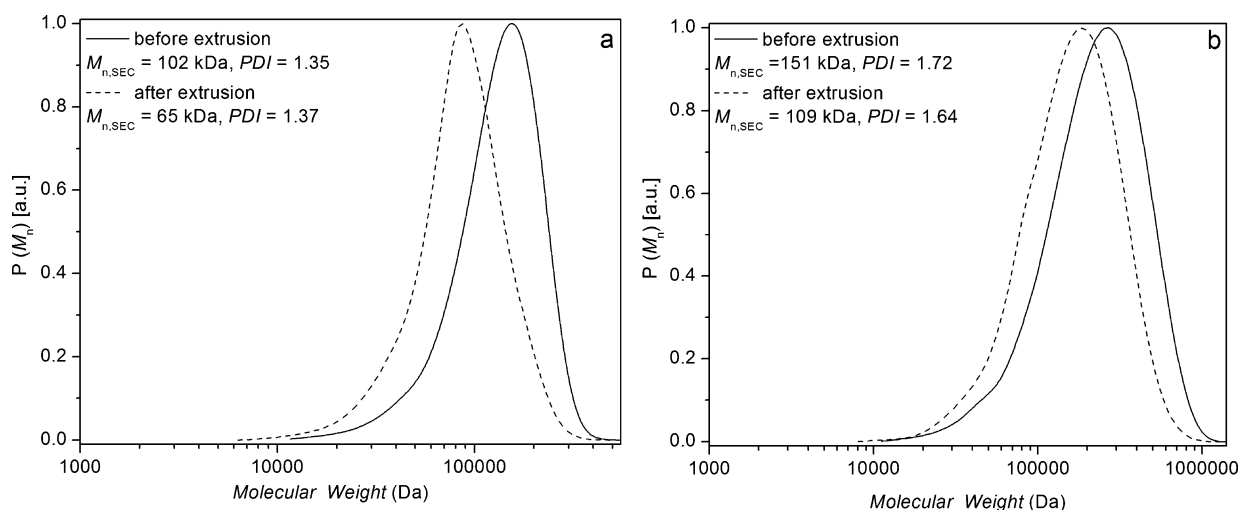 a
before extrusion
Mn,SEC = 102 kDa, PDI = 1.35
after extrusion
Mn,SEC = 65 kDa, PDI = 1.37
P (Mn) [a.u.]
1.0
0.8
0.6
0.4
0.2
0.0
1000
10000
100000
Molecular Weight (Da)
b
before extrusion
Mn,SEC =151 kDa, PDI = 1.72
after extrusion
Mn,SEC = 109 kDa, PDI = 1.64
P (Mn) [a.u.]
1.0
0.8
0.6
0.4
0.2
0.0
1000
10000
100000
1000000
Molecular Weight (Da)